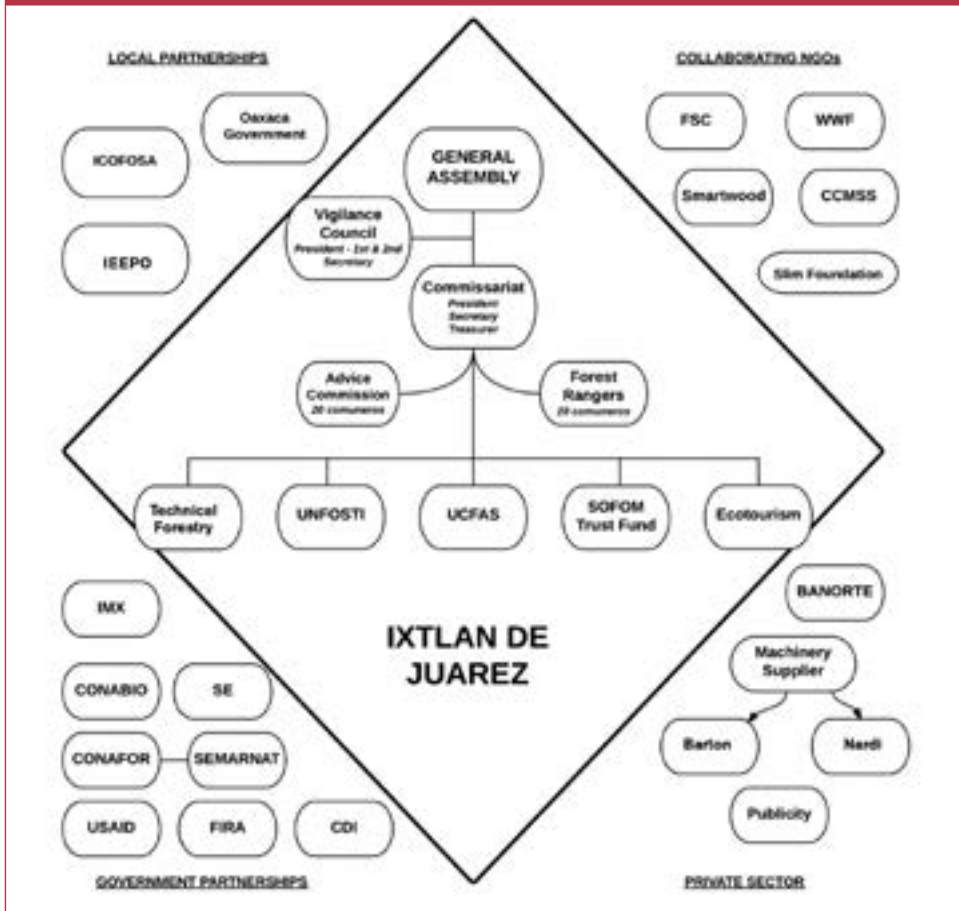 LOCAL PARTNERSHIPS
Oaxaca
Government
ICOFOSA
IEEPO
COLLABORATING NGOs
FSC
WWF
Smartwood
CCMSS
Slim Foundation
GENERAL
ASSEMBLY
Vigilance
Council
President - 1st & 2nd
Secretary
Commissariat
President
Secretary
Treasurer
Advice
Commission
20 comuneros
Forest
Rangers
comuneros
Technical
Forestry
UNFOSTI
UCFAS
SOFOM
Trust Fund
Ecotourism
IXTLAN DE
JUAREZ
IMX
CONABIO
SE
CONAFOR
SEMARNAT
USAID
FIRA
CDI
GOVERNMENT PARTNERSHIPS
BANORTE
Machinery
Supplier
Barton
Nardi
Publicity
PRIVATE SECTOR